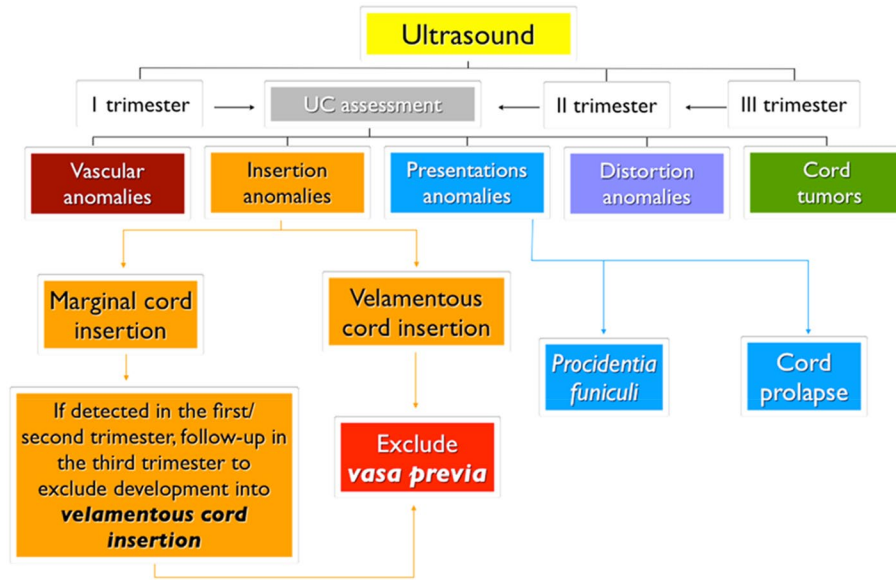 Ultrasound
I trimester
UC assessment
II trimester
III trimester
Vascular
anomalies
Insertion
anomalies
Presentations
anomalies
Distortion
anomalies
Cord
tumors
Marginal cord
insertion
Velamentous
cord insertion
Procidentia
funiculi
Cord
prolapse
If detected in the first/
second trimester, follow-up in
the third trimester to
exclude development into
velamentous cord
insertion
Exclude
vasa previa